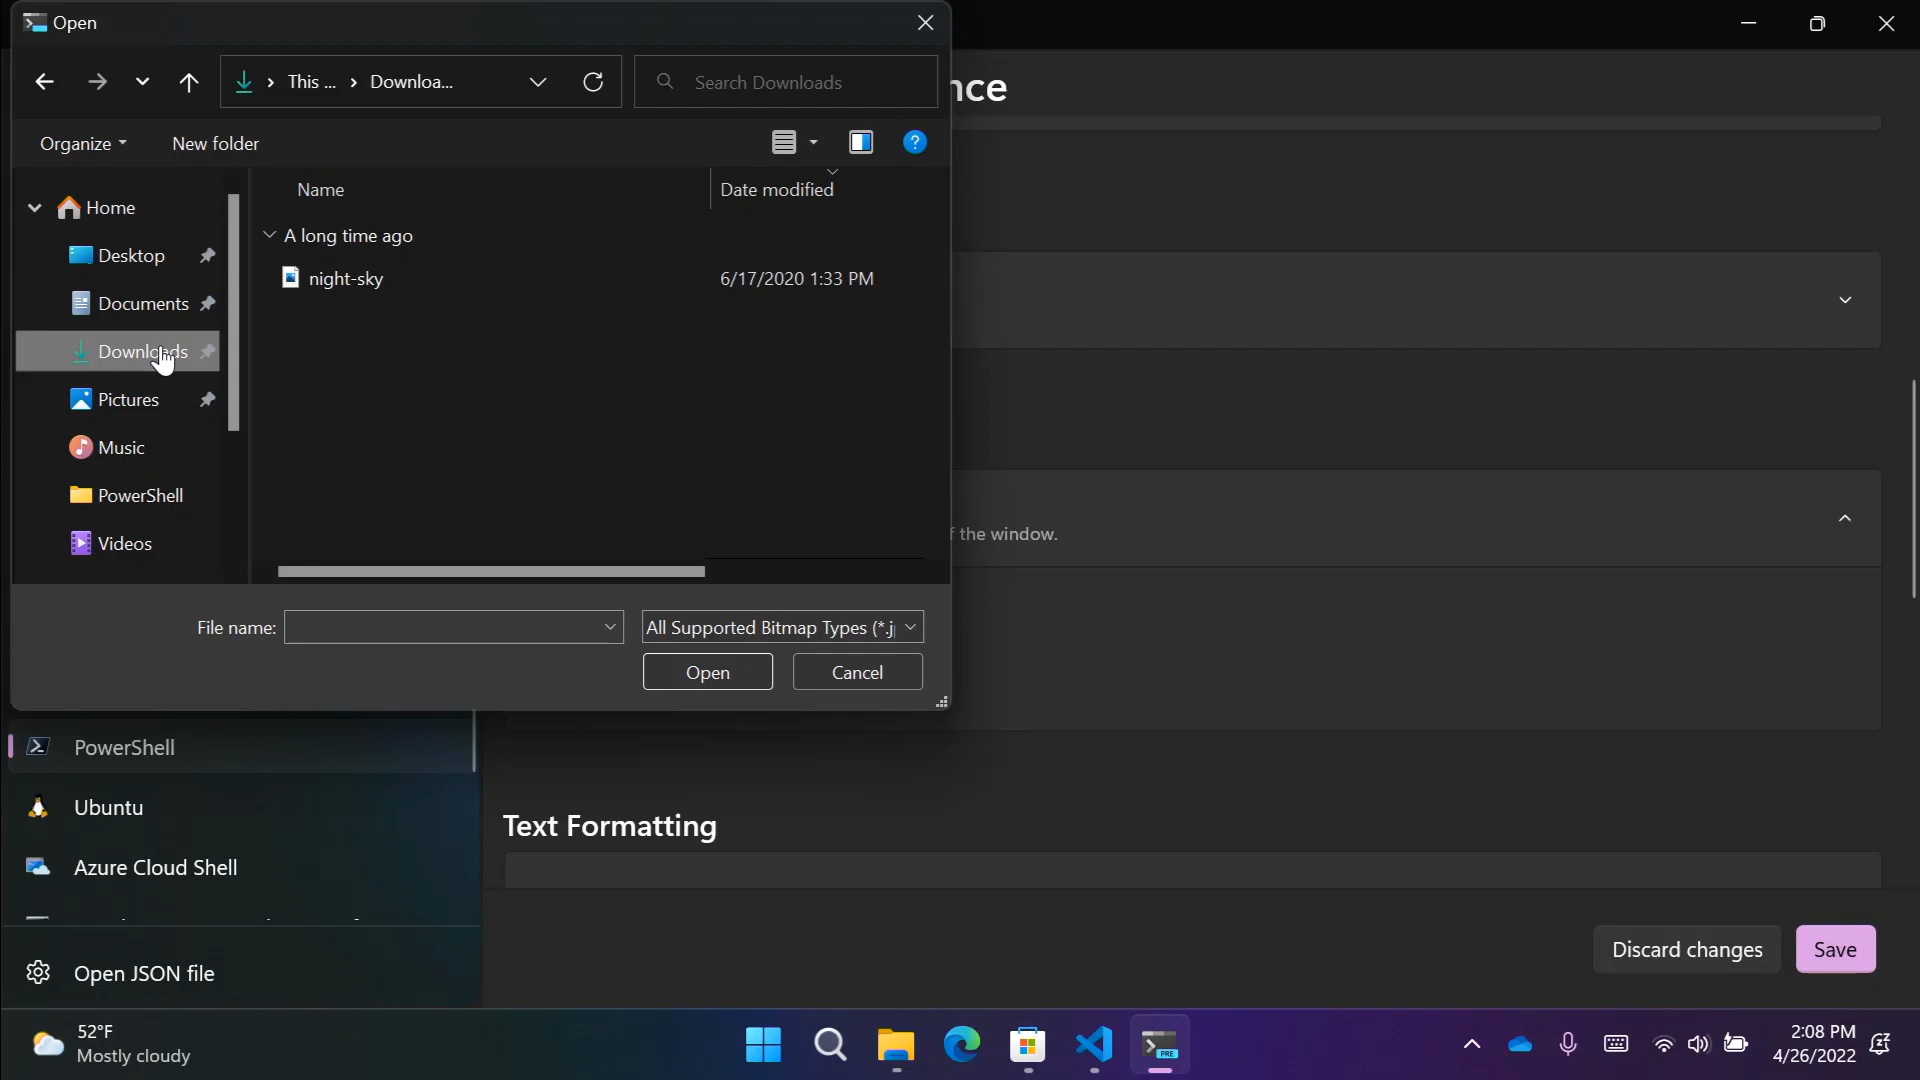 Open
This ... Downloa...
Search Downloads
nce
Organize
New folder
?
Name
Date modified
Home
A long time ago
Desktop
night-sky
6/17/2020 1:33 PM
Documents
Downloads
Pictures
Music
PowerShell
Videos
f the window.
File name:
All Supported Bitmap Types (*.j
Open
Cancel
PowerShell
Ubuntu
Text Formatting
Azure Cloud Shell
Discard changes
Save
Open JSON file
52°F
Mostly cloudy
PRE
2:08 PM
4/26/2022